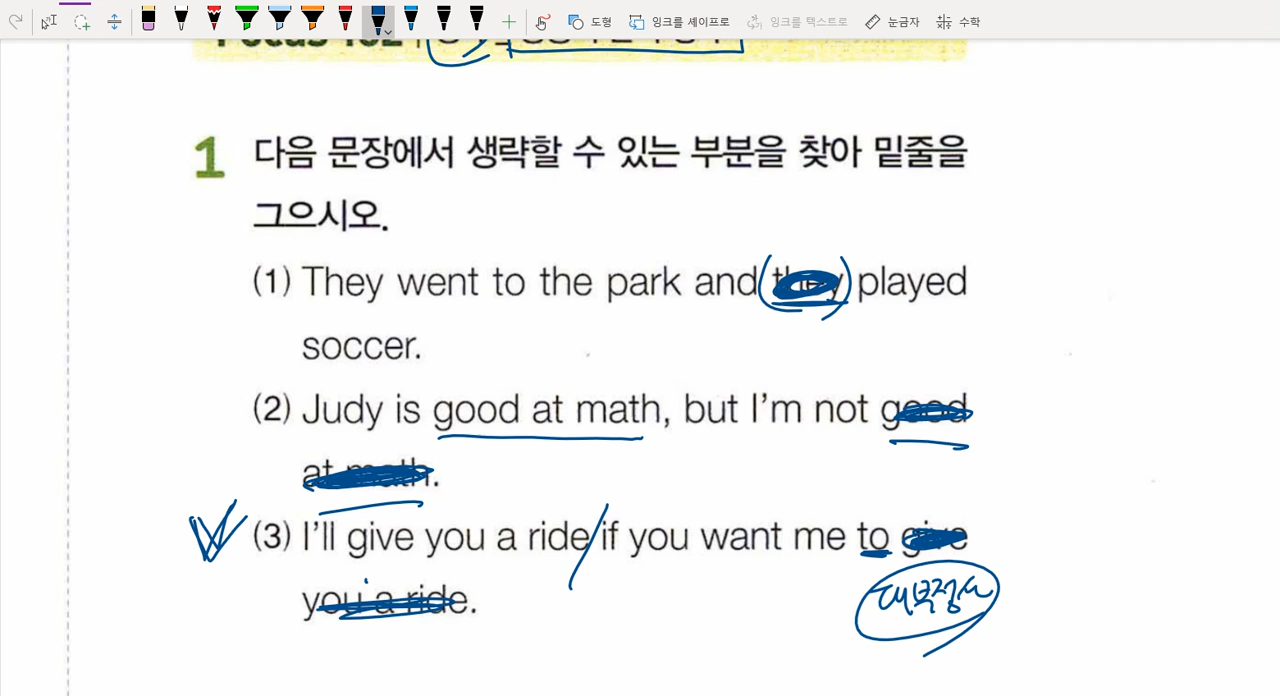 도형
잉크를 셰이프로
잉크를 텍스트로
눈금자
수학
1 다음 문장에서 생략할 수 있는 부분을 찾아 밑줄을
그으시오.
(1) They went to the park and they played
soccer.
(2) Judy is good at math, but I'm not good
at math.
(3) I'll give you a ride if you want me to give
you a ride.
대부정사